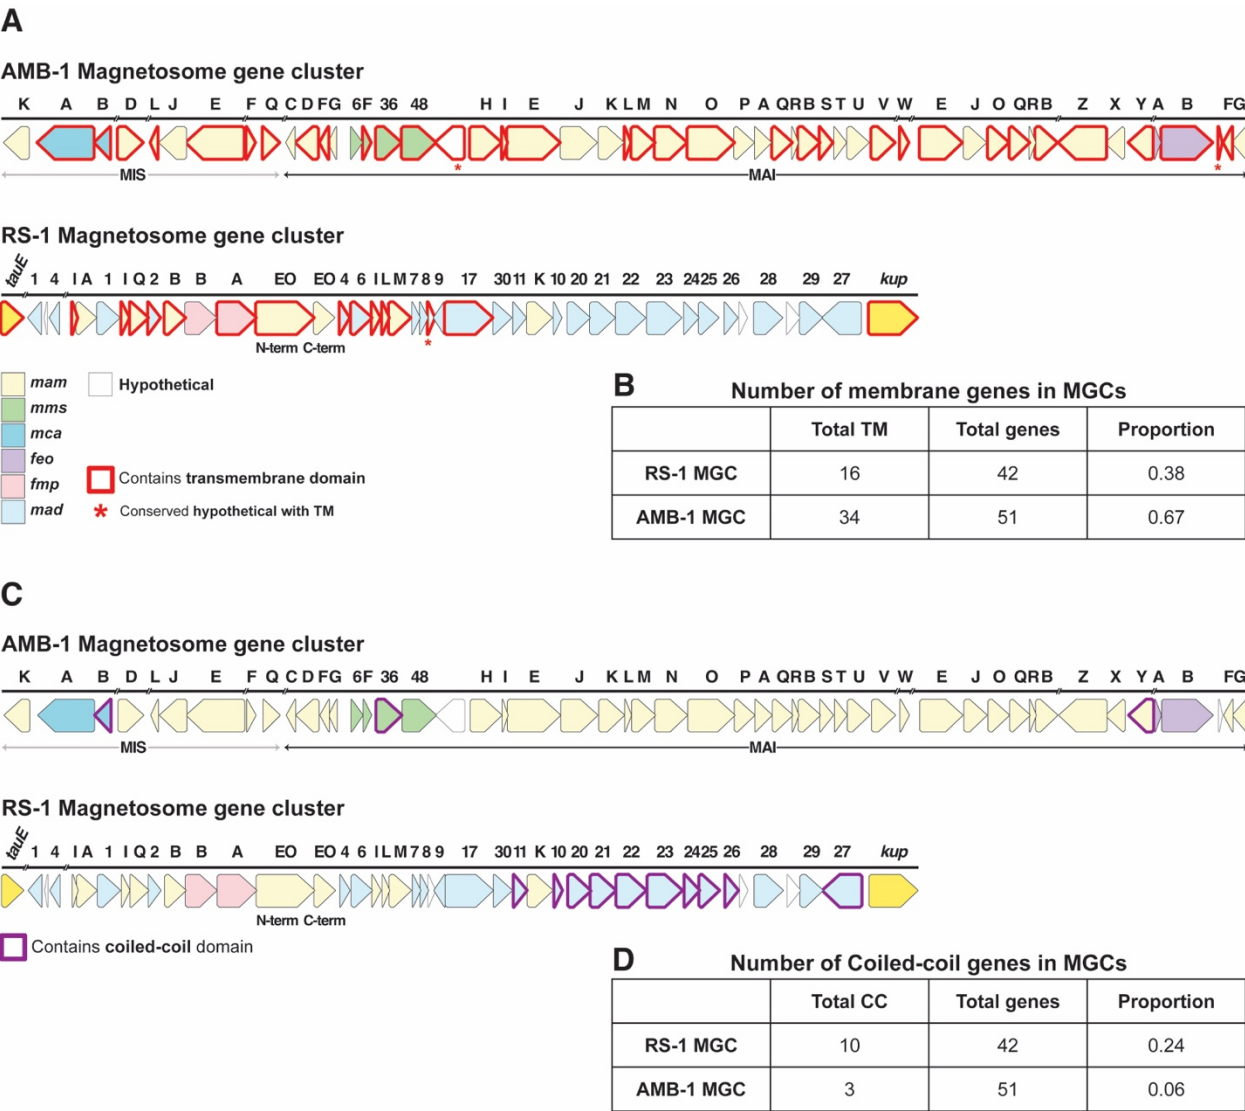 A
AMB-1 Magnetosome gene cluster
K A B D L J E F Q C D F G 6 F 36 48 H I E J K L M N O P A Q R B S T U V W E J O Q R B Z X Y A B F G
* *
MIS MAI
RS-1 Magnetosome gene cluster
tauE 1 4 I A 1 I Q 2 B B A EO EO 4 6 I L M 7 8 9 17 30 11 K 10 20 21 22 23 24 25 26 28 29 27 kup
*
N-term C-term
mam
Hypothetical
mms
mca
feo
fmp
Contains transmembrane domain
mad
* Conserved hypothetical with TM
B
Number of membrane genes in MGCs
Total TM Total genes Proportion
RS-1 MGC 16 42 0.38
AMB-1 MGC 34 51 0.67
C
AMB-1 Magnetosome gene cluster
K A B D L J E F Q C D F G 6 F 36 48 H I E J K L M N O P A Q R B S T U V W E J O Q R B Z X Y A B F G
MIS MAI
RS-1 Magnetosome gene cluster
tauE 1 4 I A 1 I Q 2 B B A EO EO 4 6 I L M 7 8 9 17 30 11 K 10 20 21 22 23 24 25 26 28 29 27 kup
N-term C-term
Contains coiled-coil domain
D
Number of Coiled-coil genes in MGCs
Total CC Total genes Proportion
RS-1 MGC 10 42 0.24
AMB-1 MGC 3 51 0.06